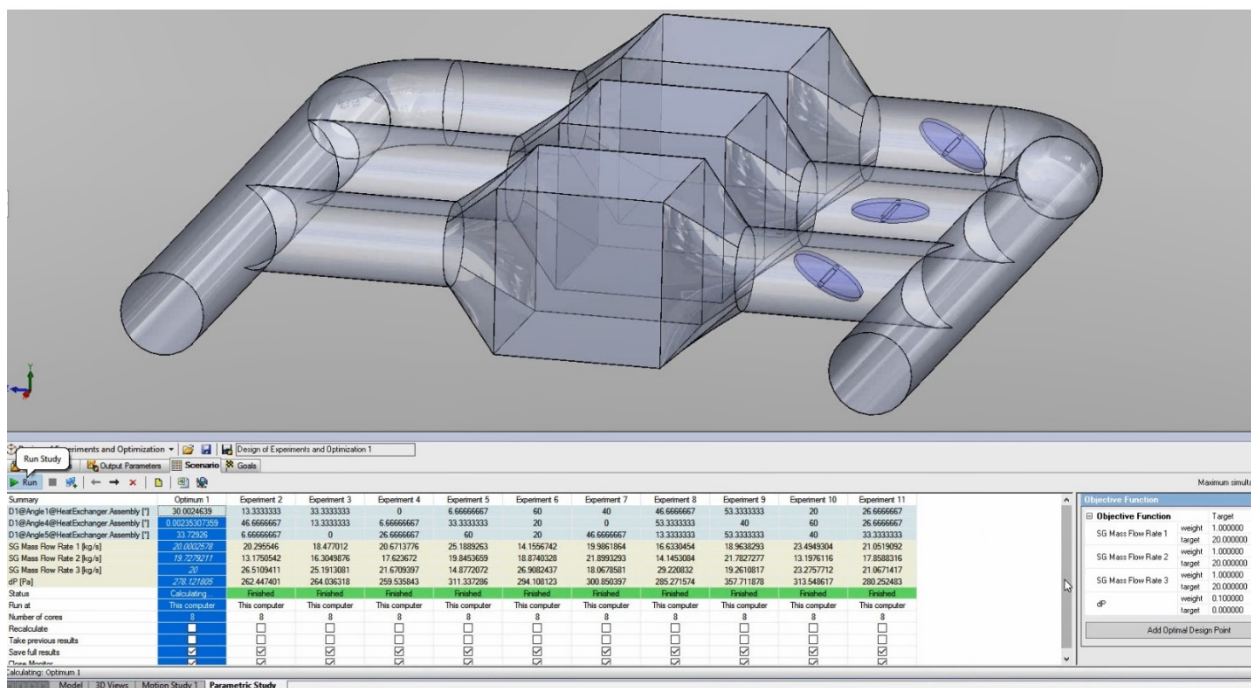 Experiments and Optimization Design of Experiments and Optimization 1
Run Study
Output Parameters Scenario Goals
Run Maximum simult
Summary Optimum 1 Experiment 2 Experiment 3 Experiment 4 Experiment 5 Experiment 6 Experiment 7 Experiment 8 Experiment 9 Experiment 10 Experiment 11
D1@Angle1@HeatExchanger.Assembly [°] 30.0024639 13.3333333 33.3333333 0 6.66666667 60 40 46.6666667 53.3333333 20 26.6666667
D1@Angle4@HeatExchanger.Assembly [°] 0.00235307359 46.6666667 13.3333333 6.66666667 33.3333333 20 0 53.3333333 40 60 26.6666667
D1@Angle5@HeatExchanger.Assembly [°] 33.72926 6.66666667 0 26.6666667 60 20 46.6666667 13.3333333 53.3333333 40 33.3333333
SG Mass Flow Rate 1 [kg/s] 20.0002578 20.295546 18.477012 20.6713776 25.1889263 14.1556742 19.9861864 16.6330454 18.9638293 23.4949304 21.0519092
SG Mass Flow Rate 2 [kg/s] 19.7279211 13.1750542 16.3049876 17.623672 19.8453659 18.8740328 21.8993293 14.1453084 21.7827277 13.1976116 17.8588316
SG Mass Flow Rate 3 [kg/s] 20 26.5109411 25.1913081 21.6709397 14.8772072 26.9082437 18.0678581 29.220832 19.2610817 23.2757712 21.0671417
dP [Pa] 278.121805 262.447401 264.036318 259.535843 311.337286 294.108123 300.850397 285.271574 357.711878 313.548617 280.252483
Status Calculating... Finished Finished Finished Finished Finished Finished Finished Finished Finished Finished
Run at This computer This computer This computer This computer This computer This computer This computer This computer This computer This computer This computer
Number of cores 8 8 8 8 8 8 8 8 8 8 8
Recalculate
Take previous results
Save full results
Close Monitor
Calculating: Optimum 1
Model 3D Views Motion Study 1 Parametric Study
Objective Function
Objective Function Target
SG Mass Flow Rate 1 weight 1.000000
target 20.000000
SG Mass Flow Rate 2 weight 1.000000
target 20.000000
SG Mass Flow Rate 3 weight 1.000000
target 20.000000
dP weight 0.100000
target 0.000000
Add Optimal Design Point